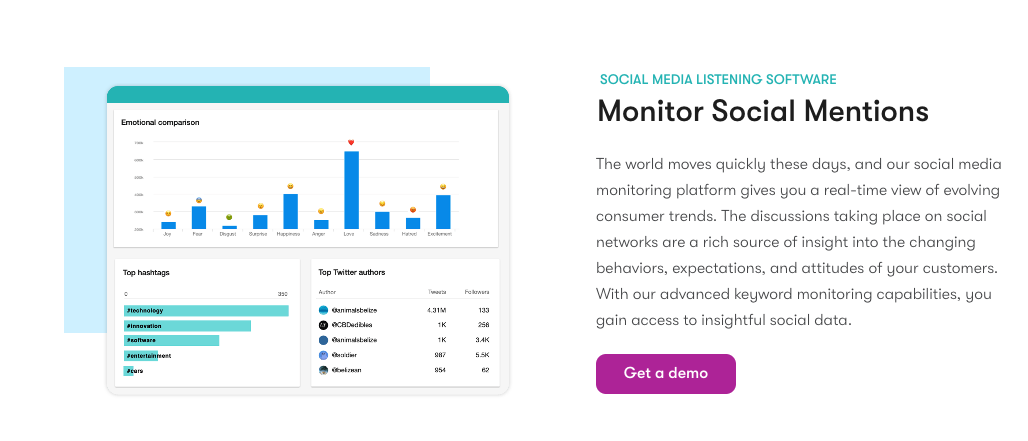 SOCIAL MEDIA LISTENING SOFTWARE
Monitor Social Mentions
The world moves quickly these days, and our social media
monitoring platform gives you a real-time view of evolving
consumer trends. The discussions taking place on social
networks are a rich source of insight into the changing
behaviors, expectations, and attitudes of your customers.
With our advanced keyword monitoring capabilities, you
gain access to insightful social data.
Get a demo
Emotional comparison
Joy Fear Disgust Surprise Happiness Anger Love Sadness Hatred Excitement
Top hashtags
0 350
#technology
#innovation
#software
#entertainment
#cars
Top Twitter authors
Author Tweets Followers
@animalsbelize 4.31M 133
@CBDedibles 1K 256
@animalsbelize 1K 3.4K
@soldier 987 5.5K
@belizean 954 62